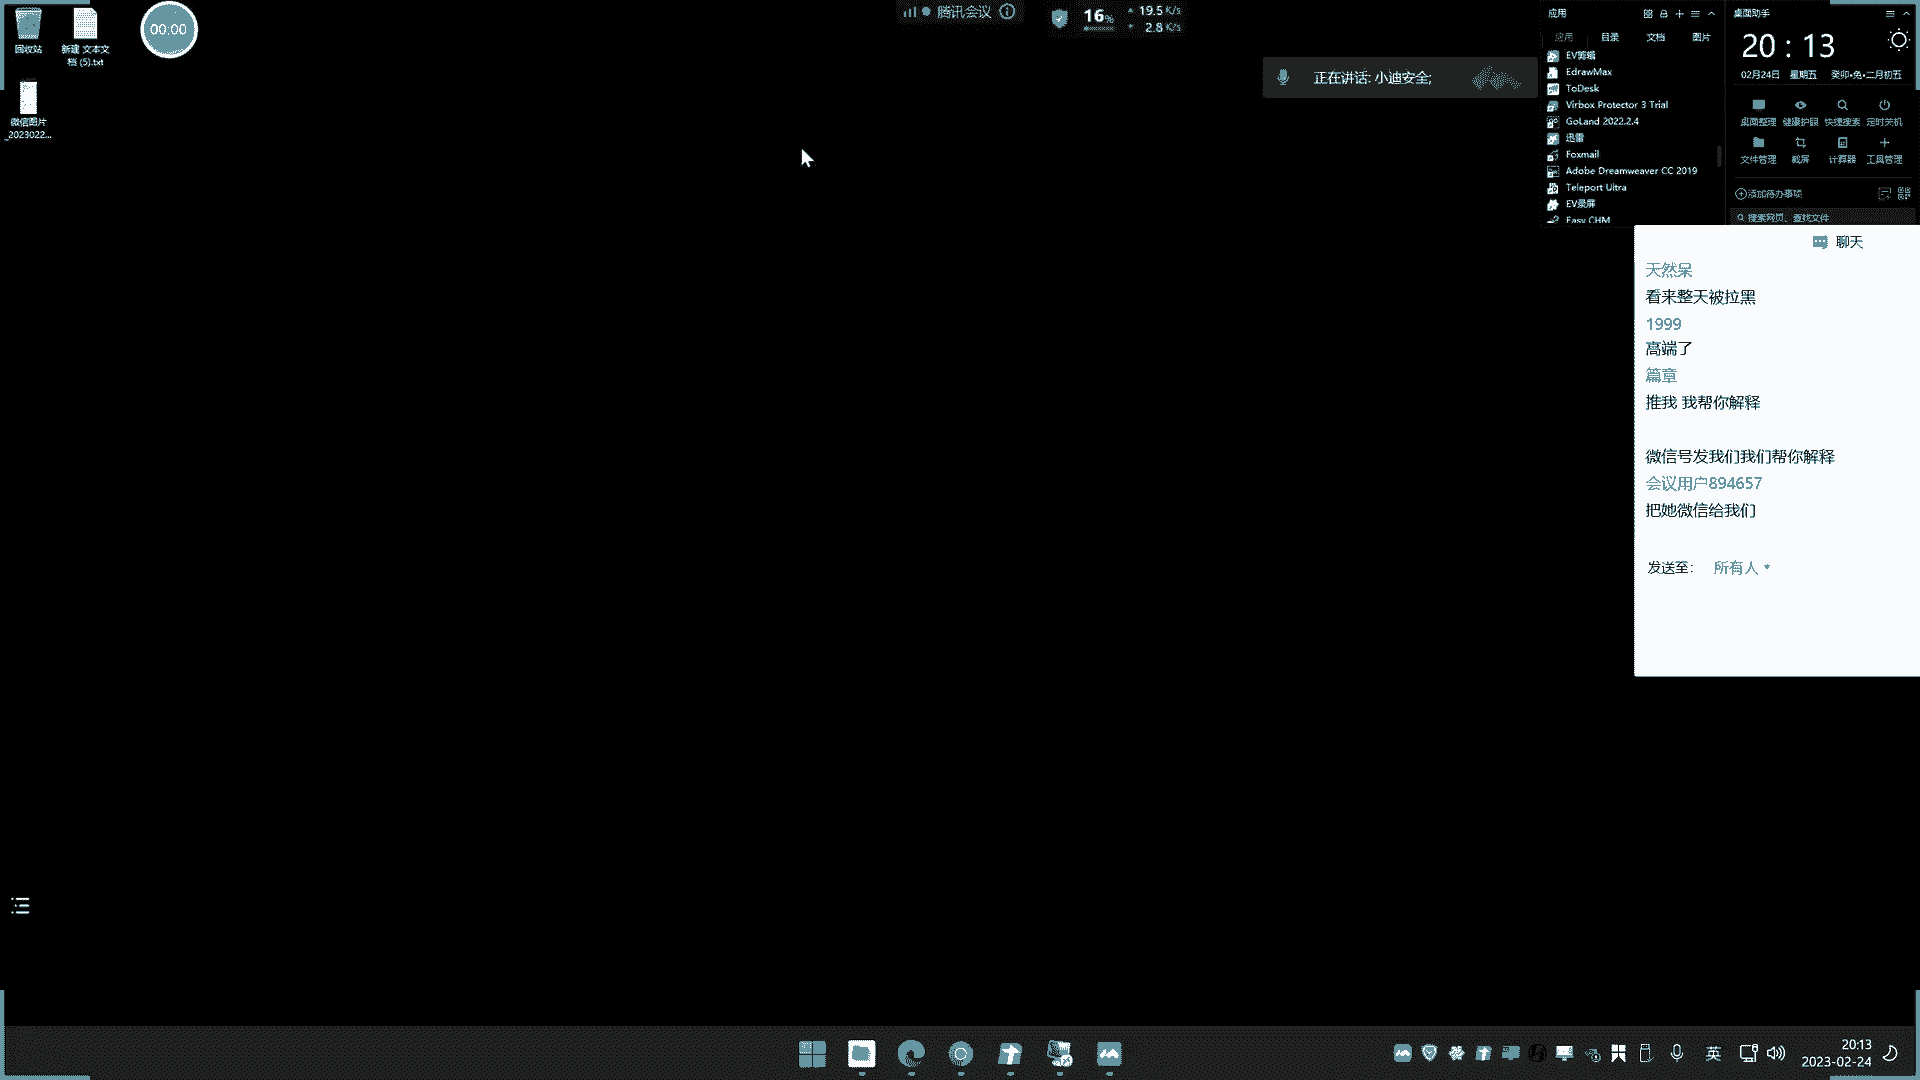 回收站
新建 文本文
档 (5).txt
00:00
微信图片
_2023022...
腾讯会议
16%
19.5 K/s
2.8 K/s
正在讲话: 小迪安全;
应用
应用 目录 文档 图片
EV剪辑
EdrawMax
ToDesk
Virbox Protector 3 Trial
GoLand 2022.2.4
迅雷
Foxmail
Adobe Dreamweaver CC 2019
Teleport Ultra
EV录屏
Easy CHM
桌面助手
20 : 13
02月24日 星期五 癸卯•兔•二月初五
桌面整理 健康护眼 快捷搜索 定时关机
文件管理 截屏 计算器 工具管理
添加待办事项
搜索网页、查找文件
聊天
天然呆
看来整天被拉黑
1999
高端了
篇章
推我 我帮你解释
微信号发我们我们帮你解释
会议用户894657
把她微信给我们
发送至: 所有人
英
20:13
2023-02-24